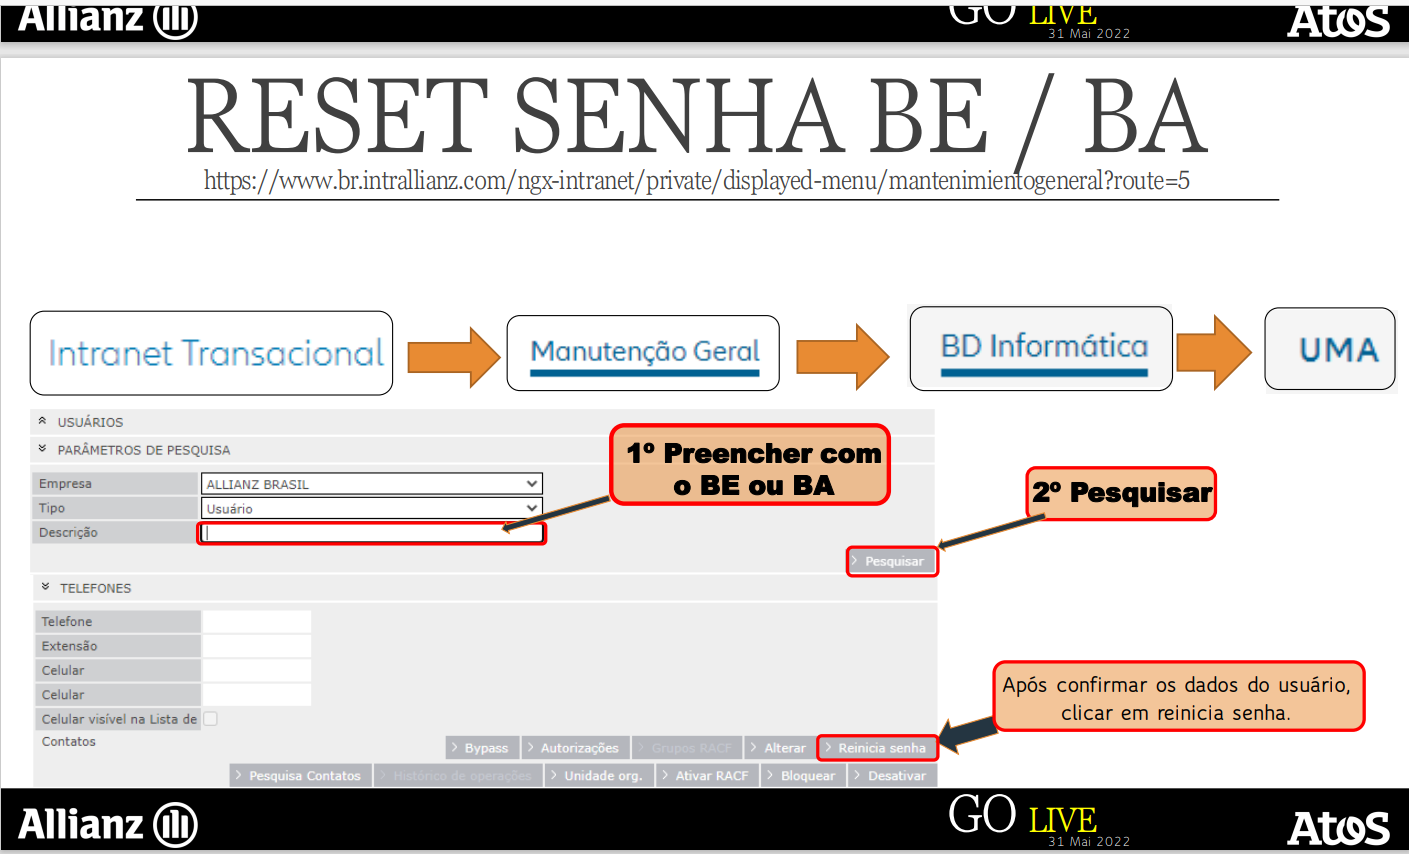 Allianz
GO LIVE
31 Mai 2022
Atos
RESET SENHA BE / BA
https://www.br.intrallianz.com/ngx-intranet/private/displayed-menu/mantenimientogeneral?route=5
Intranet Transacional
Manutenção Geral
BD Informática
UMA
USUÁRIOS
PARÂMETROS DE PESQUISA
Empresa
ALLIANZ BRASIL
Tipo
Usuário
Descrição
1º Preencher com
o BE ou BA
2º Pesquisar
> Pesquisar
TELEFONES
Telefone
Extensão
Celular
Celular
Celular visível na Lista de
Contatos
Após confirmar os dados do usuário,
clicar em reinicia senha.
> Bypass > Autorizações > Grupos RACF > Alterar > Reinicia senha
> Pesquisa Contatos > Histórico de operações > Unidade org. > Ativar RACF > Bloquear > Desativar
Allianz
GO LIVE
31 Mai 2022
Atos